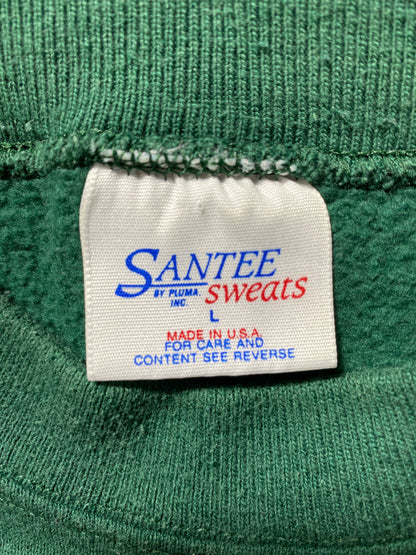 SANTEE
BY PLUMA, INC. sweats
L
MADE IN U.S.A.
FOR CARE AND
CONTENT SEE REVERSE